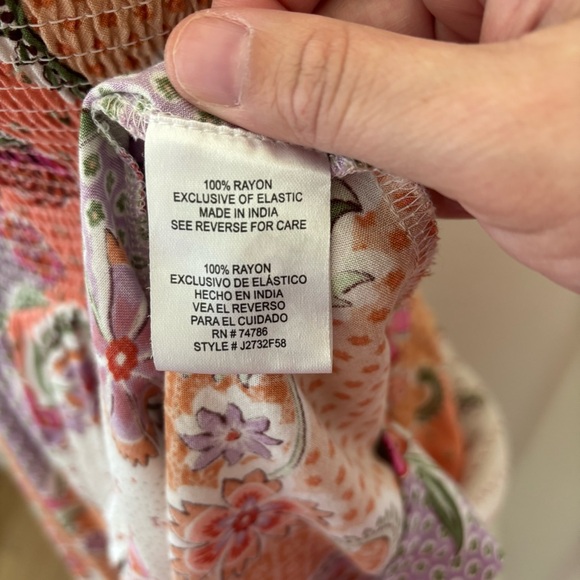 100% RAYON
EXCLUSIVE OF ELASTIC
MADE IN INDIA
SEE REVERSE FOR CARE
100% RAYON
EXCLUSIVO DE ELÁSTICO
HECHO EN INDIA
VEA EL REVERSO
PARA EL CUIDADO
RN # 74786
STYLE # J2732F58